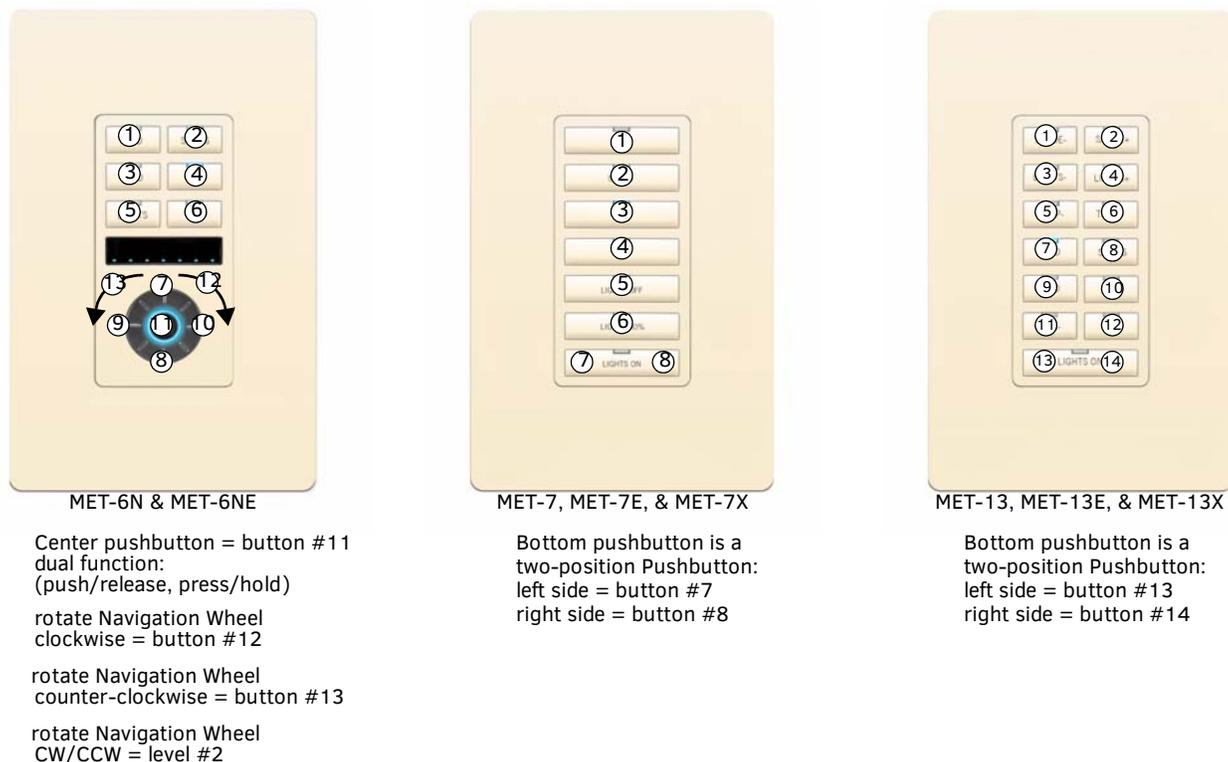 1
2
3
4
5
6
13
7
12
9
11
10
8
MET-6N & MET-6NE
Center pushbutton = button #11
dual function:
(push/release, press/hold)
rotate Navigation Wheel
clockwise = button #12
rotate Navigation Wheel
counter-clockwise = button #13
rotate Navigation Wheel
CW/CCW = level #2
1
2
3
4
5
6
7 LIGHTS ON 8
MET-7, MET-7E, & MET-7X
Bottom pushbutton is a
two-position Pushbutton:
left side = button #7
right side = button #8
1 2
3 4
5 6
7 8
9 10
11 12
13 LIGHTS 14
MET-13, MET-13E, & MET-13X
Bottom pushbutton is a
two-position Pushbutton:
left side = button #13
right side = button #14